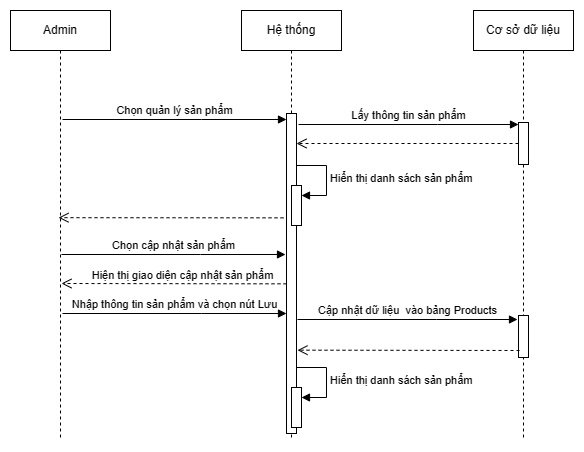 Admin
Hệ thống
Cơ sở dữ liệu
Chọn quản lý sản phẩm
Lấy thông tin sản phẩm
Hiển thị danh sách sản phẩm
Chọn cập nhật sản phẩm
Hiện thị giao diện cập nhật sản phẩm
Nhập thông tin sản phẩm và chọn nút Lưu
Cập nhật dữ liệu vào bảng Products
Hiển thị danh sách sản phẩm